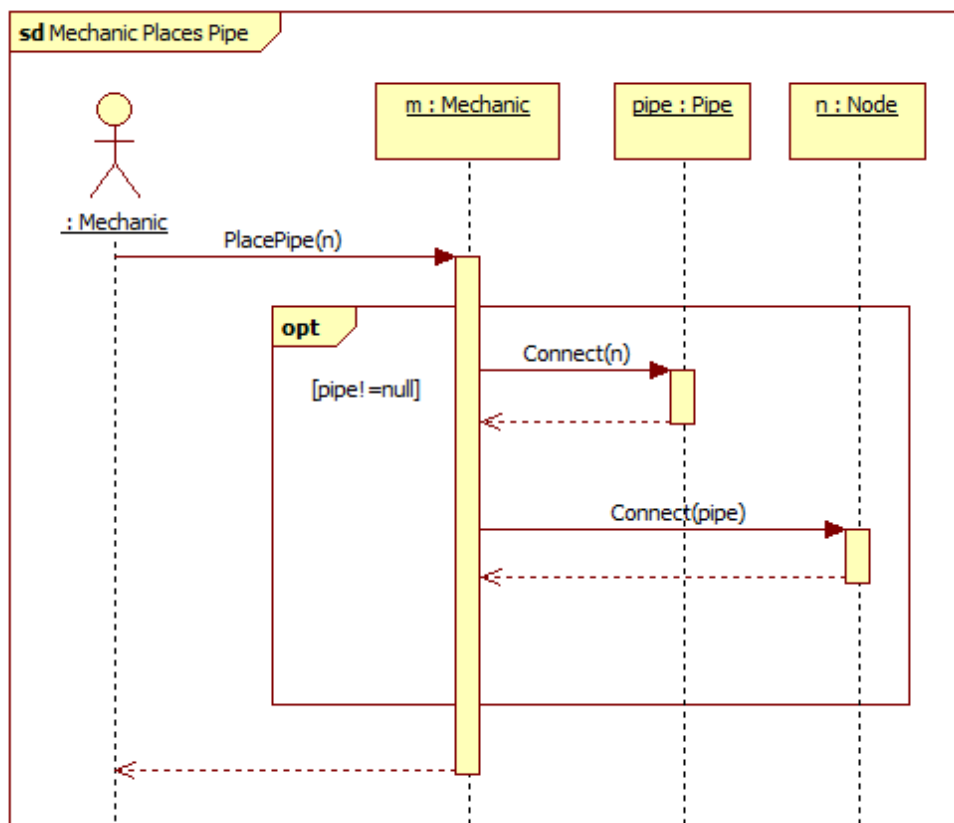 sd Mechanic Places Pipe
m : Mechanic
pipe : Pipe
n : Node
: Mechanic
PlacePipe(n)
opt
Connect(n)
[pipe!=null]
Connect(pipe)